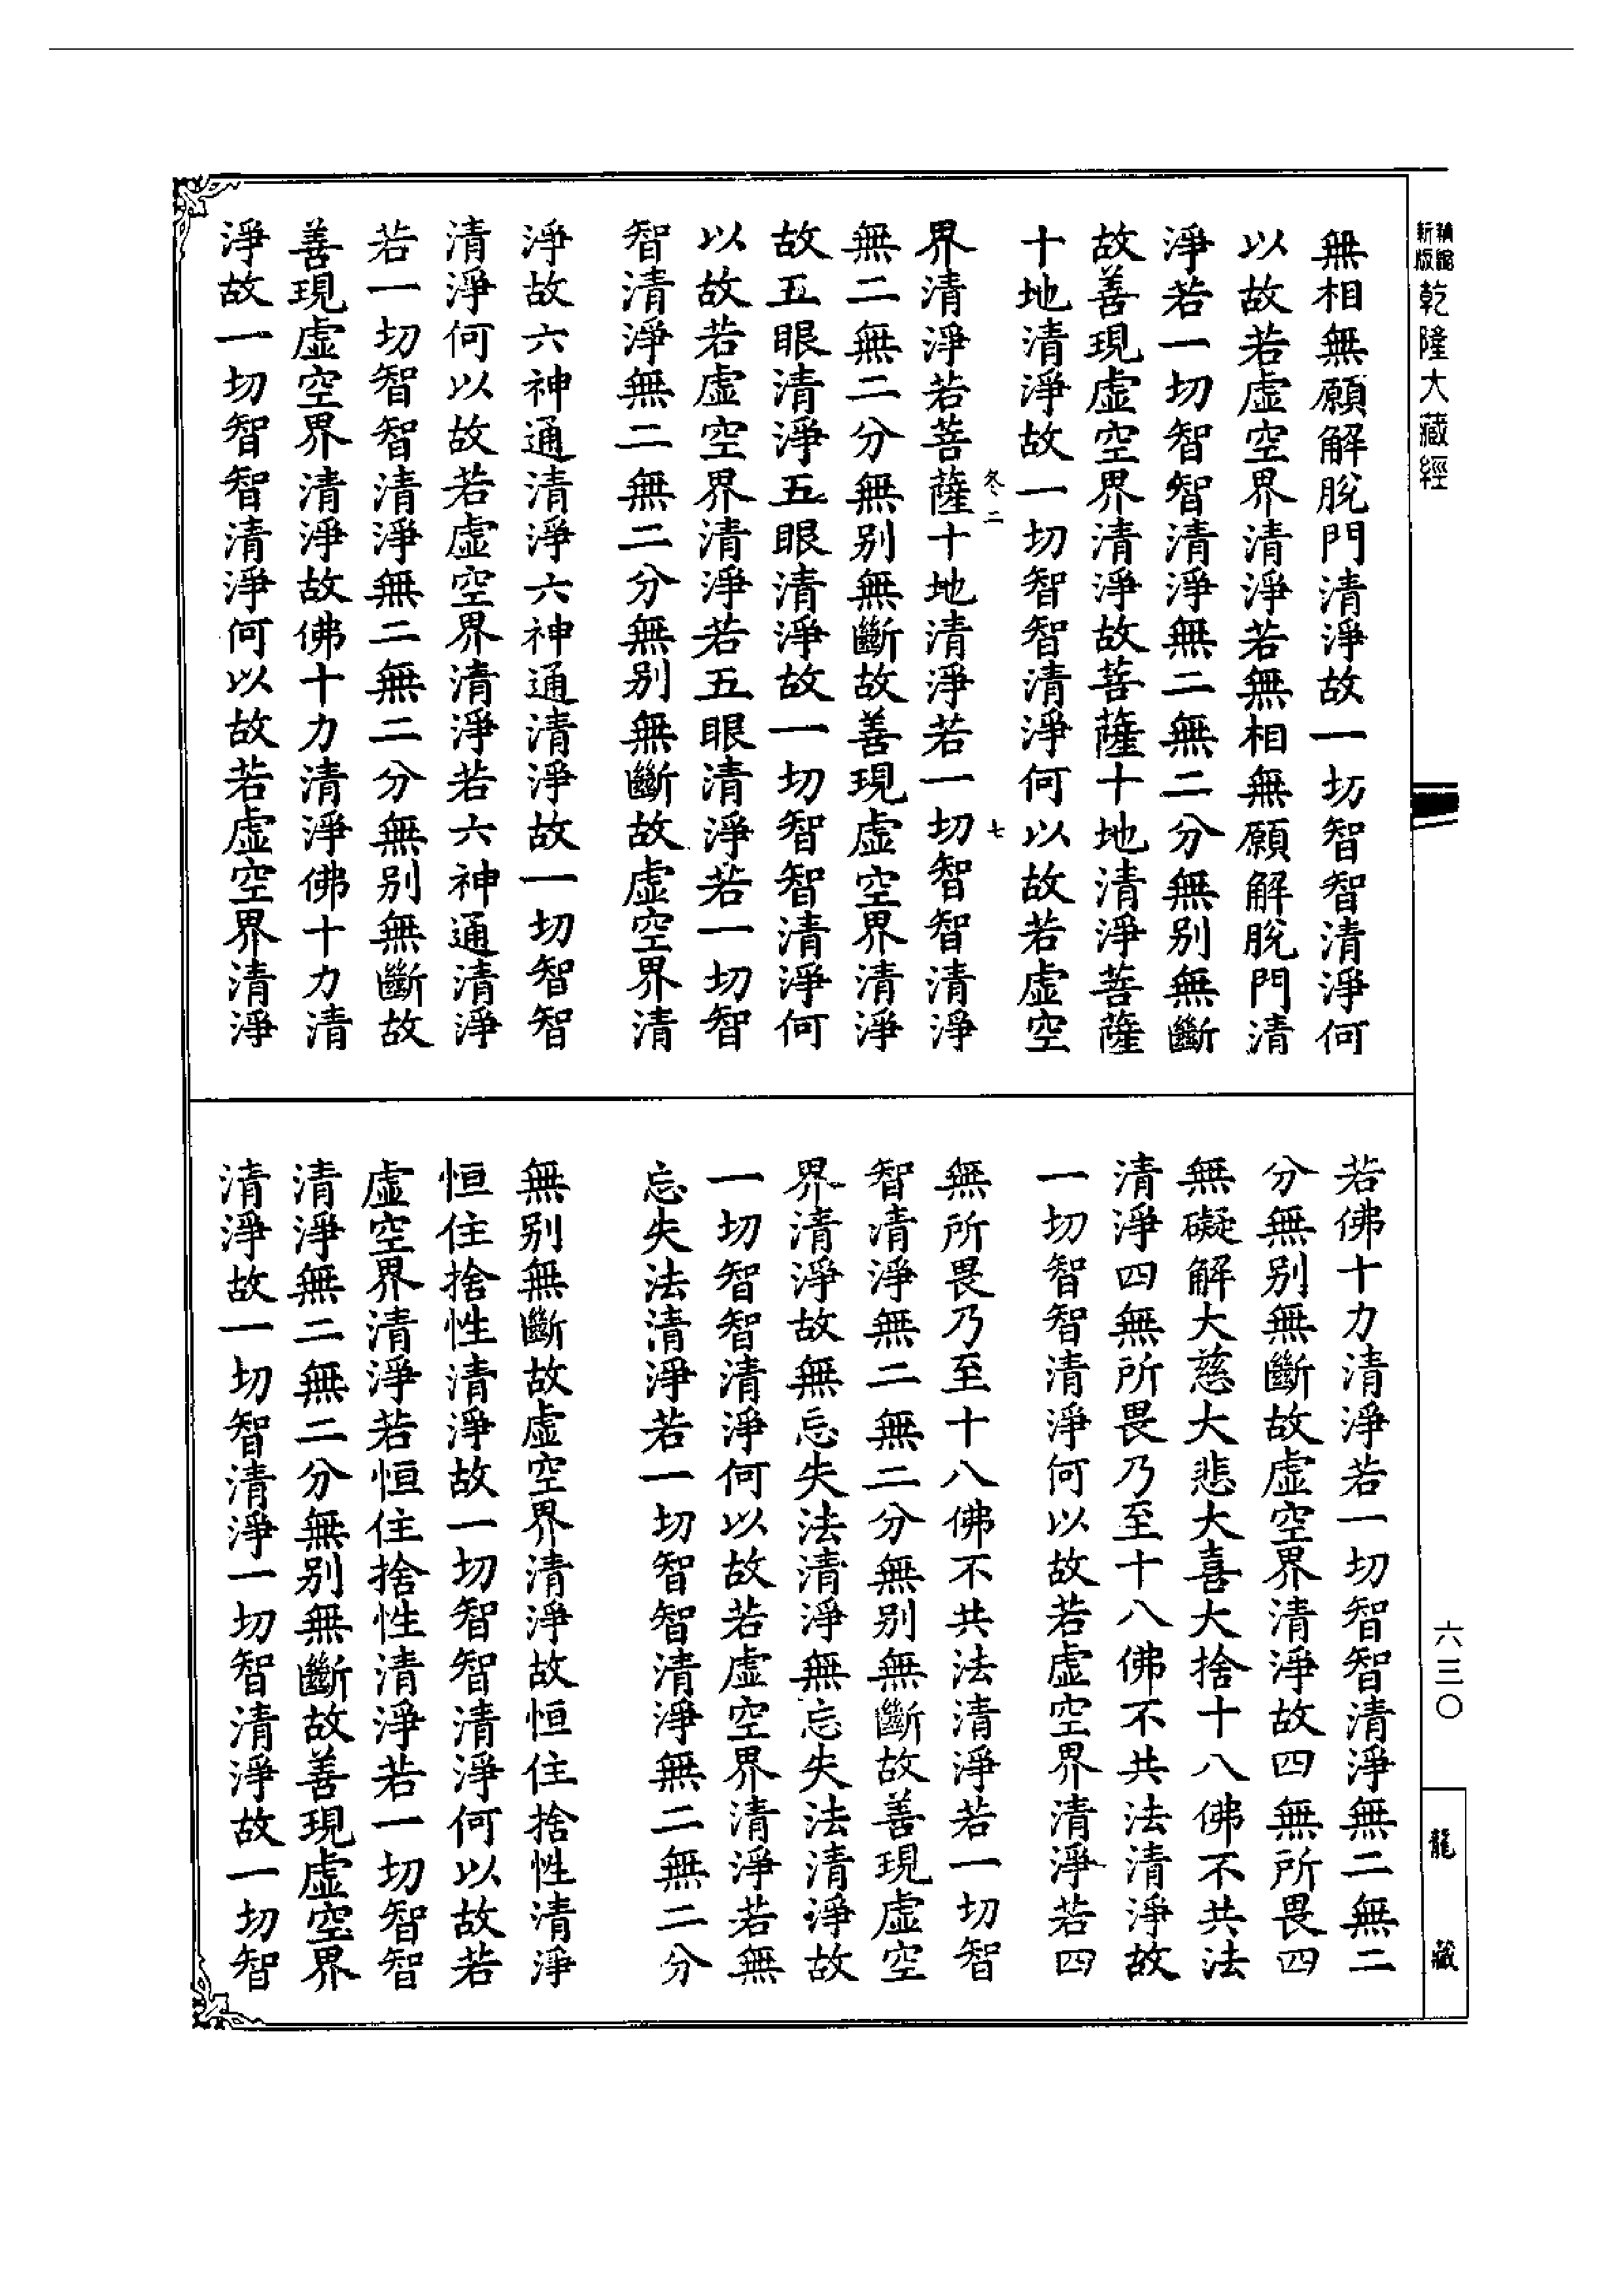 新版
乾隆大藏經
無相無願解脫門清淨故一切智智清淨何
以故若虛空界清淨若無相無願解脫門清
淨若一切智智清淨無二無二分無別無斷
故善現虛空界清淨故菩薩十地清淨菩薩
十地清淨故一切智智清淨何以故若虛空
冬二 七
界清淨若菩薩十地清淨若一切智智清淨
無二無二分無別無斷故善現虛空界清淨
故五眼清淨五眼清淨故一切智智清淨何
以故若虛空界清淨若五眼清淨若一切智
智清淨無二無二分無別無斷故虛空界清
淨故六神通清淨六神通清淨故一切智智
清淨何以故若虛空界清淨若六神通清淨
若一切智智清淨無二無二分無別無斷故
善現虛空界清淨故佛十力清淨佛十力清
淨故一切智智清淨何以故若虛空界清淨
若佛十力清淨若一切智智清淨無二無二
分無別無斷故虛空界清淨故四無所畏四
無礙解大慈大悲大喜大捨十八佛不共法
清淨四無所畏乃至十八佛不共法清淨故
一切智智清淨何以故若虛空界清淨若四
無所畏乃至十八佛不共法清淨若一切智
智清淨無二無二分無別無斷故善現虛空
界清淨故無忘失法清淨無忘失法清淨故
一切智智清淨何以故若虛空界清淨若無
忘失法清淨若一切智智清淨無二無二分
無別無斷故虛空界清淨故恒住捨性清淨
恒住捨性清淨故一切智智清淨何以故若
虛空界清淨若恒住捨性清淨若一切智智
清淨無二無二分無別無斷故善現虛空界
清淨故一切智清淨一切智清淨故一切智
六三〇
龍藏